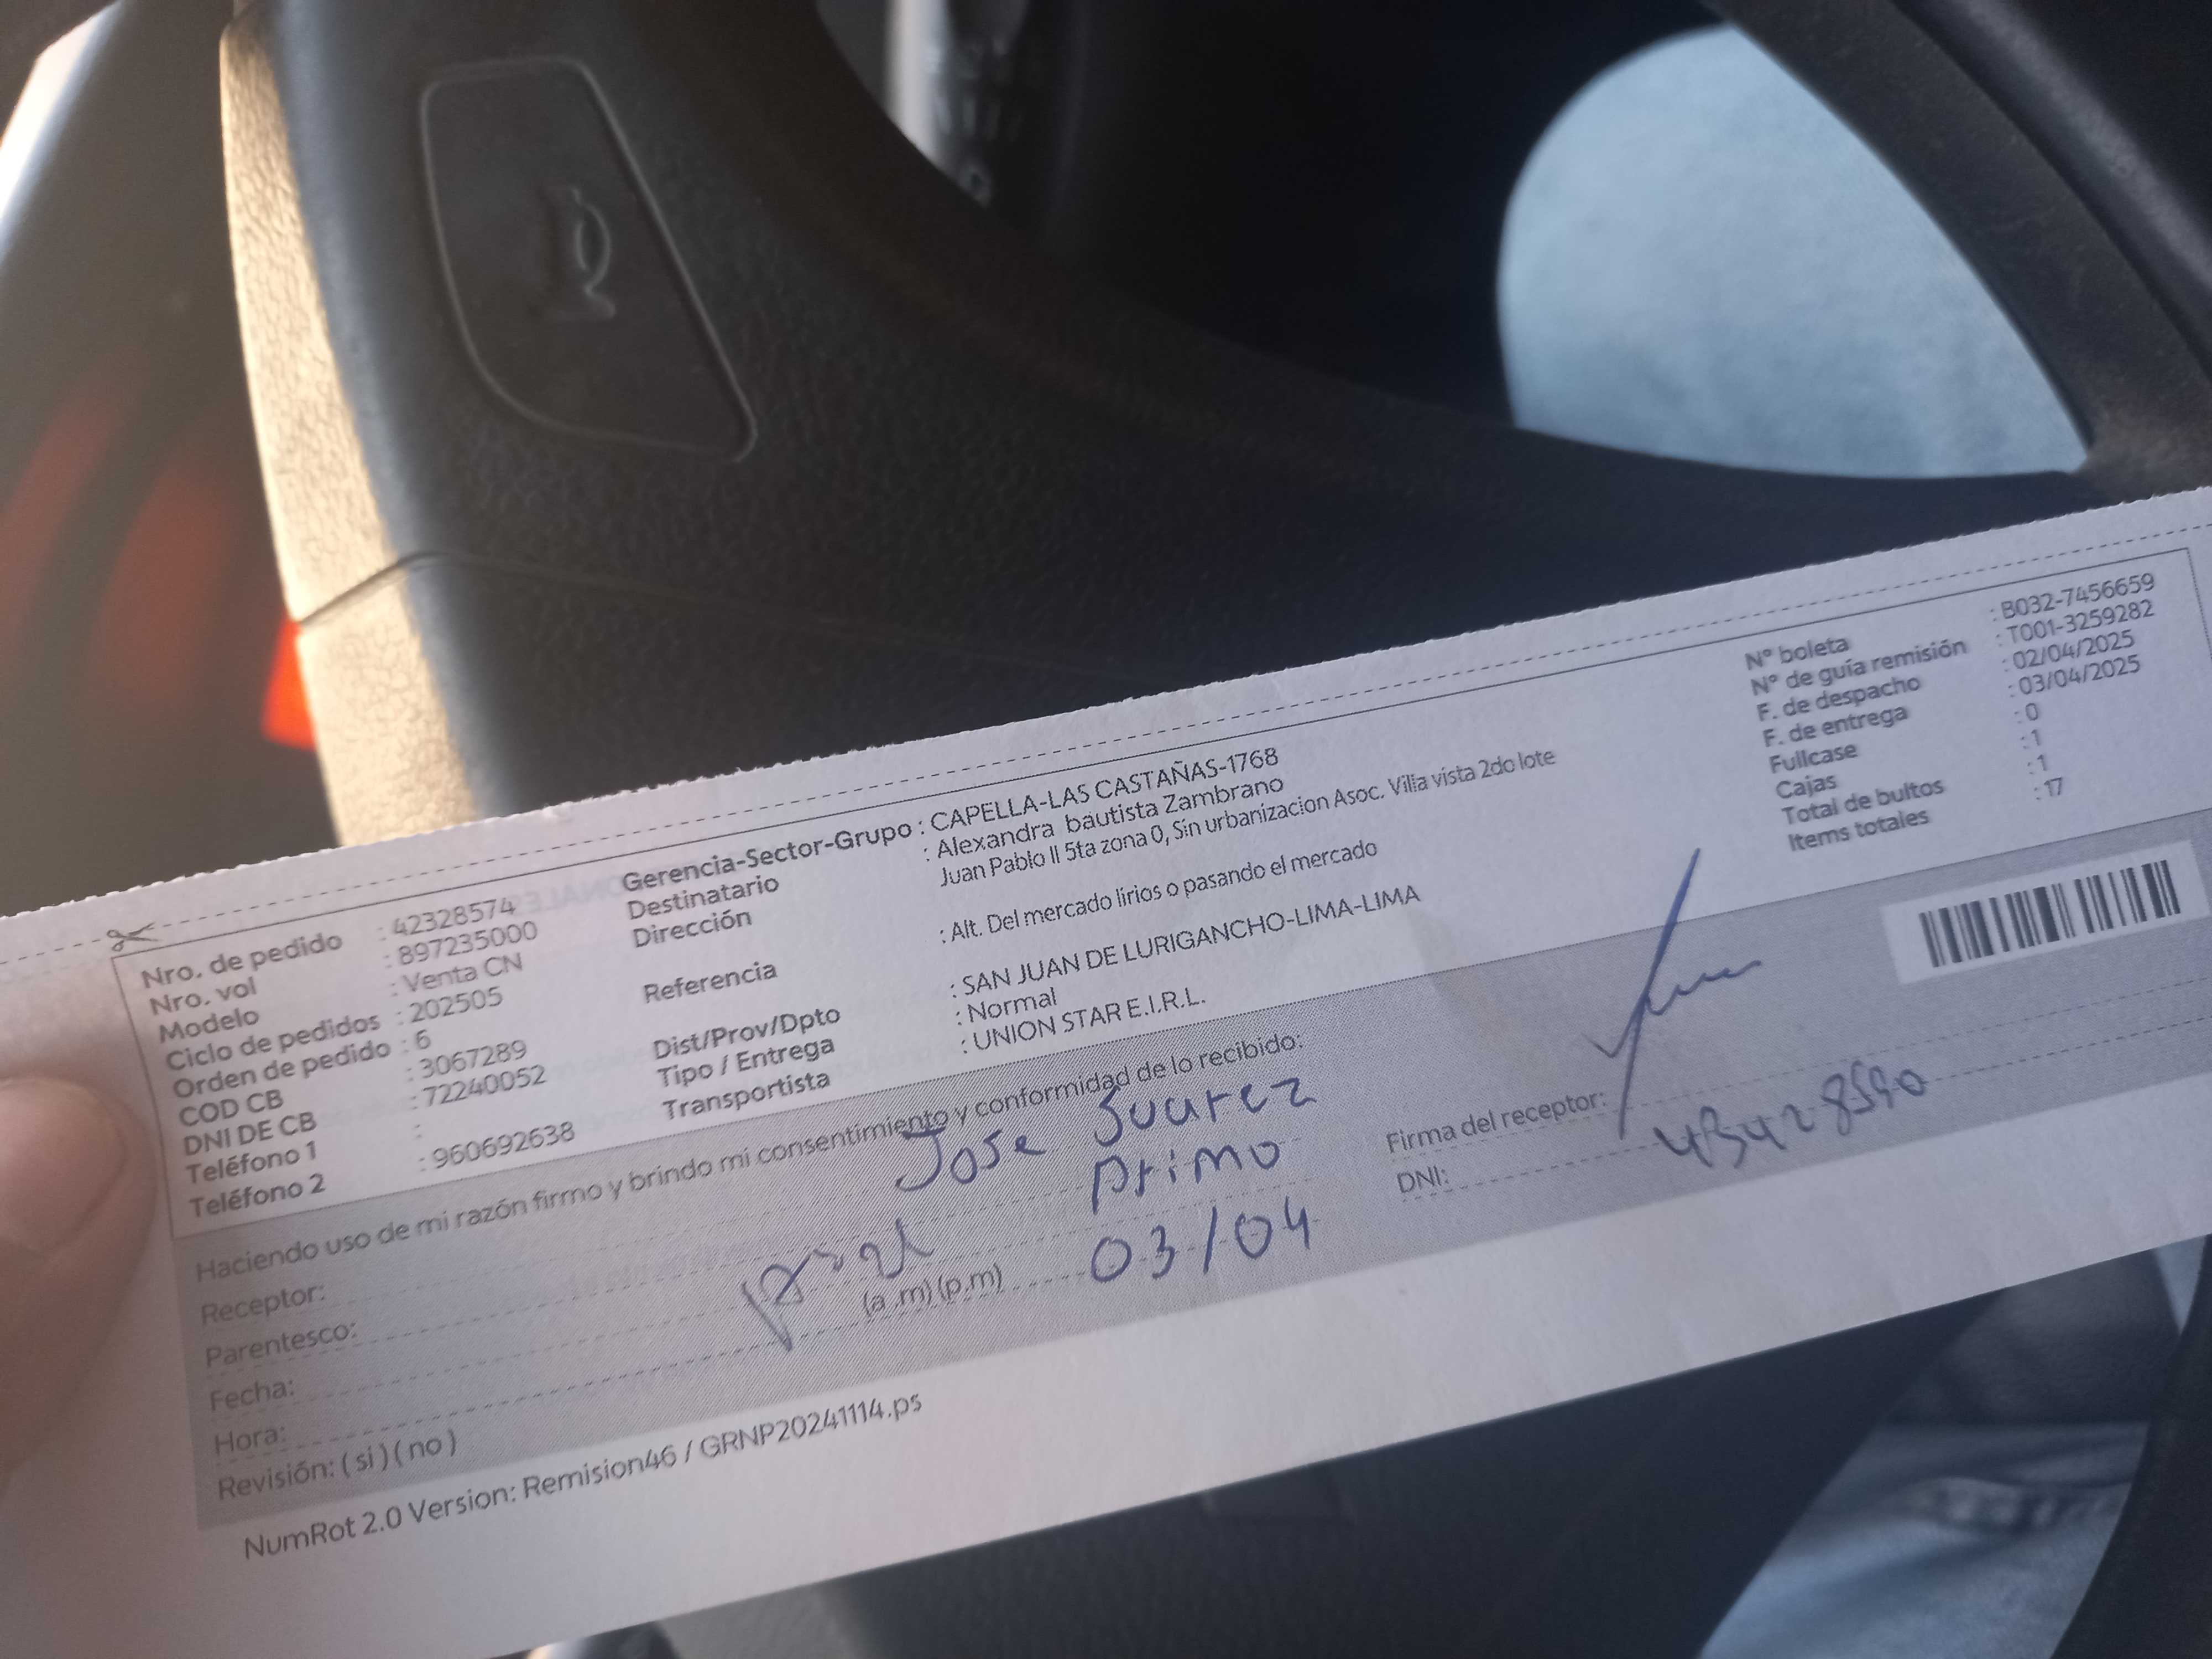 Nro. de pedido : 42328574
Nro. vol : 897235000
Modelo : Venta CN
Ciclo de pedidos : 202505
Orden de pedido : 6
COD CB : 3067289
DNI DE CB : 72240052
Teléfono 1 :
Teléfono 2 : 960692638
Gerencia-Sector-Grupo : CAPELLA-LAS CASTAÑAS-1768
Destinatario : Alexandra bautista Zambrano
Dirección Juan Pablo II 5ta zona 0, Sin urbanizacion Asoc. Villa vista 2do lote
Referencia : Alt. Del mercado lirios o pasando el mercado
Dist/Prov/Dpto : SAN JUAN DE LURIGANCHO-LIMA-LIMA
Tipo / Entrega : Normal
Transportista : UNION STAR E.I.R.L.
N° boleta : B032-7456659
N° de guía remisión : T001-3259282
F. de despacho : 02/04/2025
F. de entrega : 03/04/2025
Fullcase : 0
Cajas : 1
Total de bultos : 1
Items totales : 17
Haciendo uso de mi razón firmo y brindo mi consentimiento y conformidad de lo recibido:
Receptor: Jose Suarez
Parentesco: Primo
Fecha: 03/04
Hora: (a .m) (p.m)
Revisión: ( si ) ( no )
Firma del receptor:
DNI: 43428590
NumRot 2.0 Version: Remision46 / GRNP20241114.ps